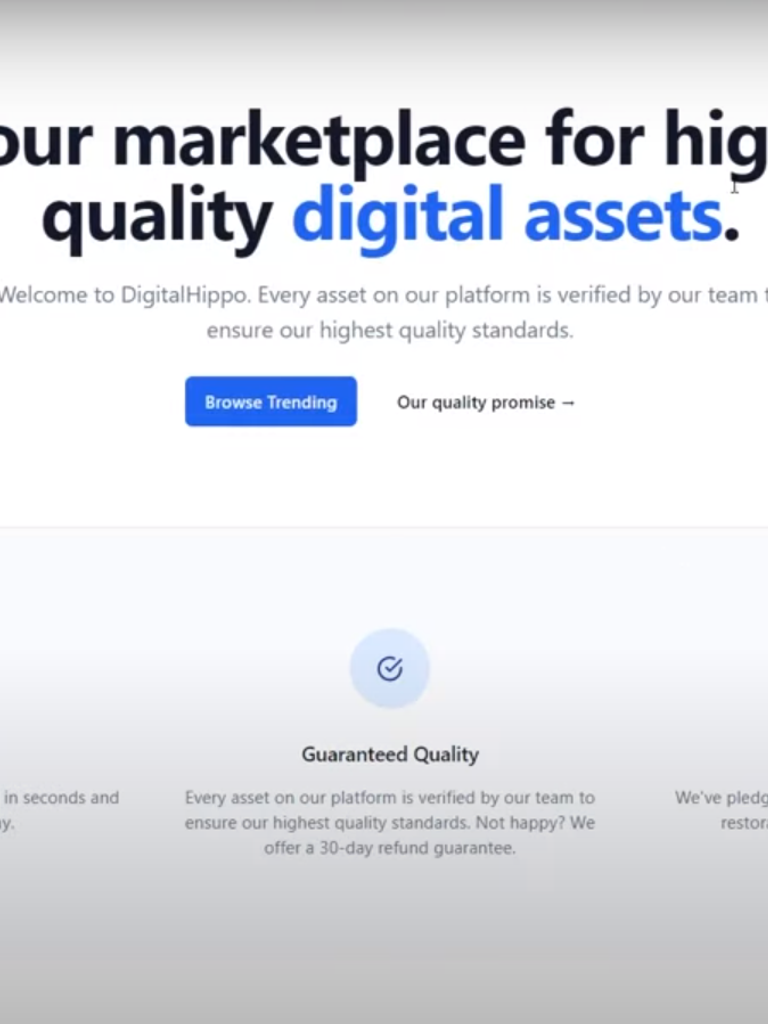 our marketplace for hig
quality digital assets.
Welcome to DigitalHippo. Every asset on our platform is verified by our team t
ensure our highest quality standards.
Browse Trending
Our quality promise →
Guaranteed Quality
in seconds and
Every asset on our platform is verified by our team to
We've pledg
y.
ensure our highest quality standards. Not happy? We
restor
offer a 30-day refund guarantee.